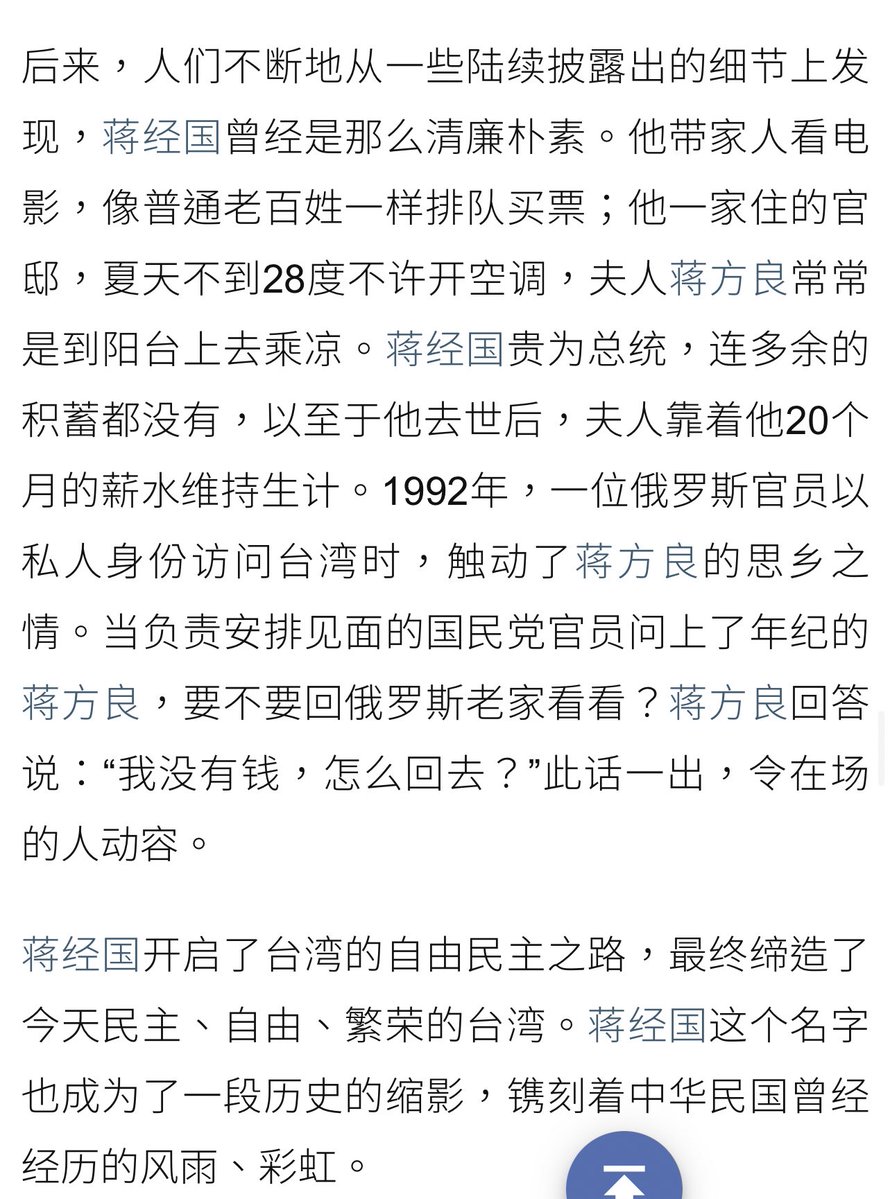 后来，人们不断地从一些陆续披露出的细节上发
现，蒋经国曾经是那么清廉朴素。他带家人看电
影，像普通老百姓一样排队买票；他一家住的官
邸，夏天不到28度不许开空调，夫人蒋方良常常
是到阳台上去乘凉。蒋经国贵为总统，连多余的
积蓄都没有，以至于他去世后，夫人靠着他20个
月的薪水维持生计。1992年，一位俄罗斯官员以
私人身份访问台湾时，触动了蒋方良的思乡之
情。当负责安排见面的国民党官员问上了年纪的
蒋方良，要不要回俄罗斯老家看看？蒋方良回答
说：“我没有钱，怎么回去？”此话一出，令在场
的人动容。
蒋经国开启了台湾的自由民主之路，最终缔造了
今天民主、自由、繁荣的台湾。蒋经国这个名字
也成为了一段历史的缩影，镌刻着中华民国曾经
经历的风雨、彩虹。